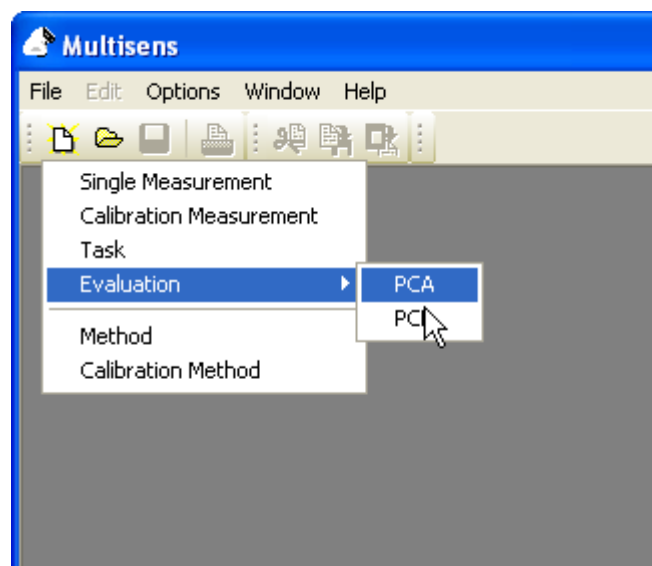 Multisens
File Edit Options Window Help
Single Measurement
Calibration Measurement
Task
Evaluation
PCA
Method
Calibration Method